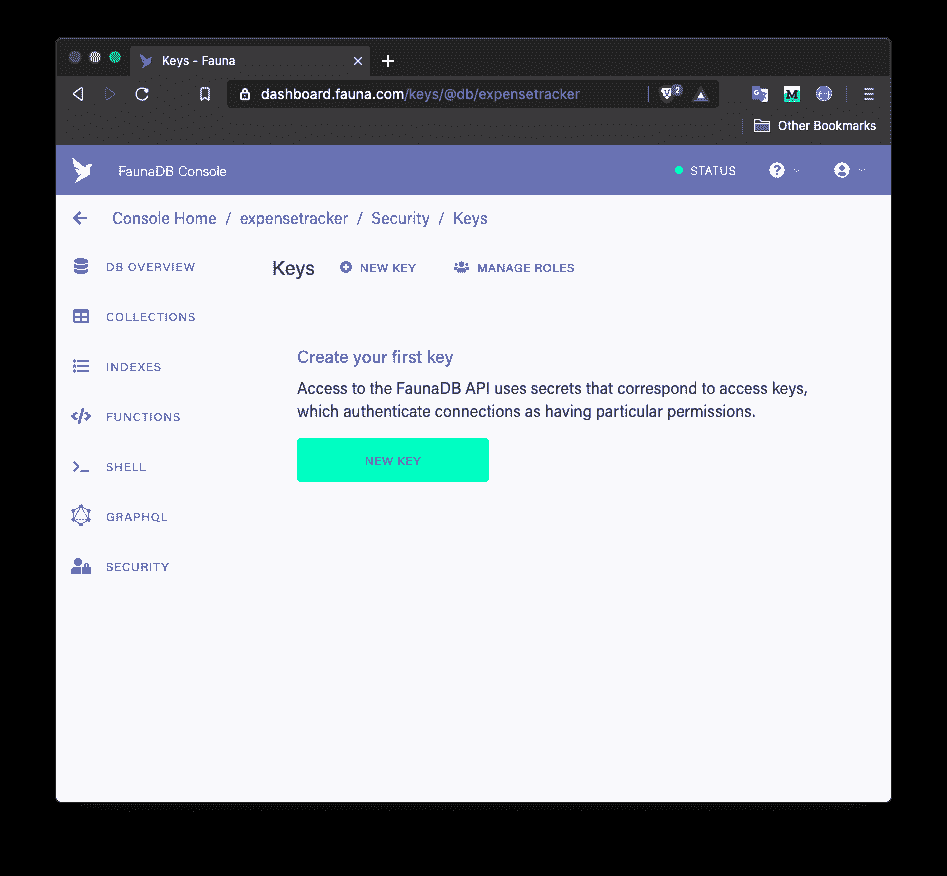 Keys - Fauna
dashboard.fauna.com/keys/@db/expensetracker
2
M
Other Bookmarks
FaunaDB Console
STATUS
Console Home / expensetracker / Security / Keys
DB OVERVIEW
Keys
NEW KEY
MANAGE ROLES
COLLECTIONS
INDEXES
FUNCTIONS
SHELL
GRAPHQL
SECURITY
Create your first key
Access to the FaunaDB API uses secrets that correspond to access keys,
which authenticate connections as having particular permissions.
NEW KEY